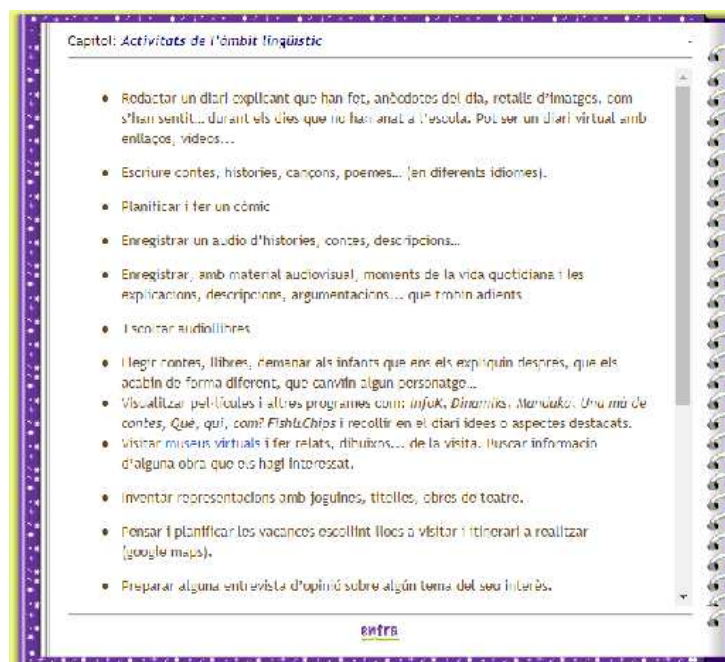 Capítol: Activitats de l'àmbit lingüístic
● Redactar un diari explicant que han fet, anècdotes del dia, retalls d'imatges, com
s'han sentit… durant els dies que no han anat a l'escola. Pot ser un diari virtual amb
enllaços, vídeos...
● Escriure contes, histories, cançons, poemes… (en diferents idiomes).
● Planificar i fer un còmic
● Enregistrar un audio d'histories, contes, descripcions…
● Enregistrar, amb material audiovisual, moments de la vida quotidiana i les
explicacions, descripcions, argumentacions... que trobin adients
● Escoltar audiollibres
● Llegir contes, llibres, demanar als infants que ens els expliquin després, que els
acabin de forma diferent, que canviïn algun personatge…
● Visualitzar pel·lícules i altres programes com: InfoK, Dinamiks, Mandaka, Una mà de
contes, Què, qui, com? Fish&Chips i recollir en el diari idees o aspectes destacats.
● Visitar museus virtuals i fer relats, dibuixos... de la visita. Buscar informació
d'alguna obra que els hagi interessat.
● Inventar representacions amb joguines, titelles, obres de teatre.
● Pensar i planificar les vacances escollint llocs a visitar i itinerari a realitzar
(google maps).
● Preparar alguna entrevista d'opinió sobre algún tema del seu interès.
entra